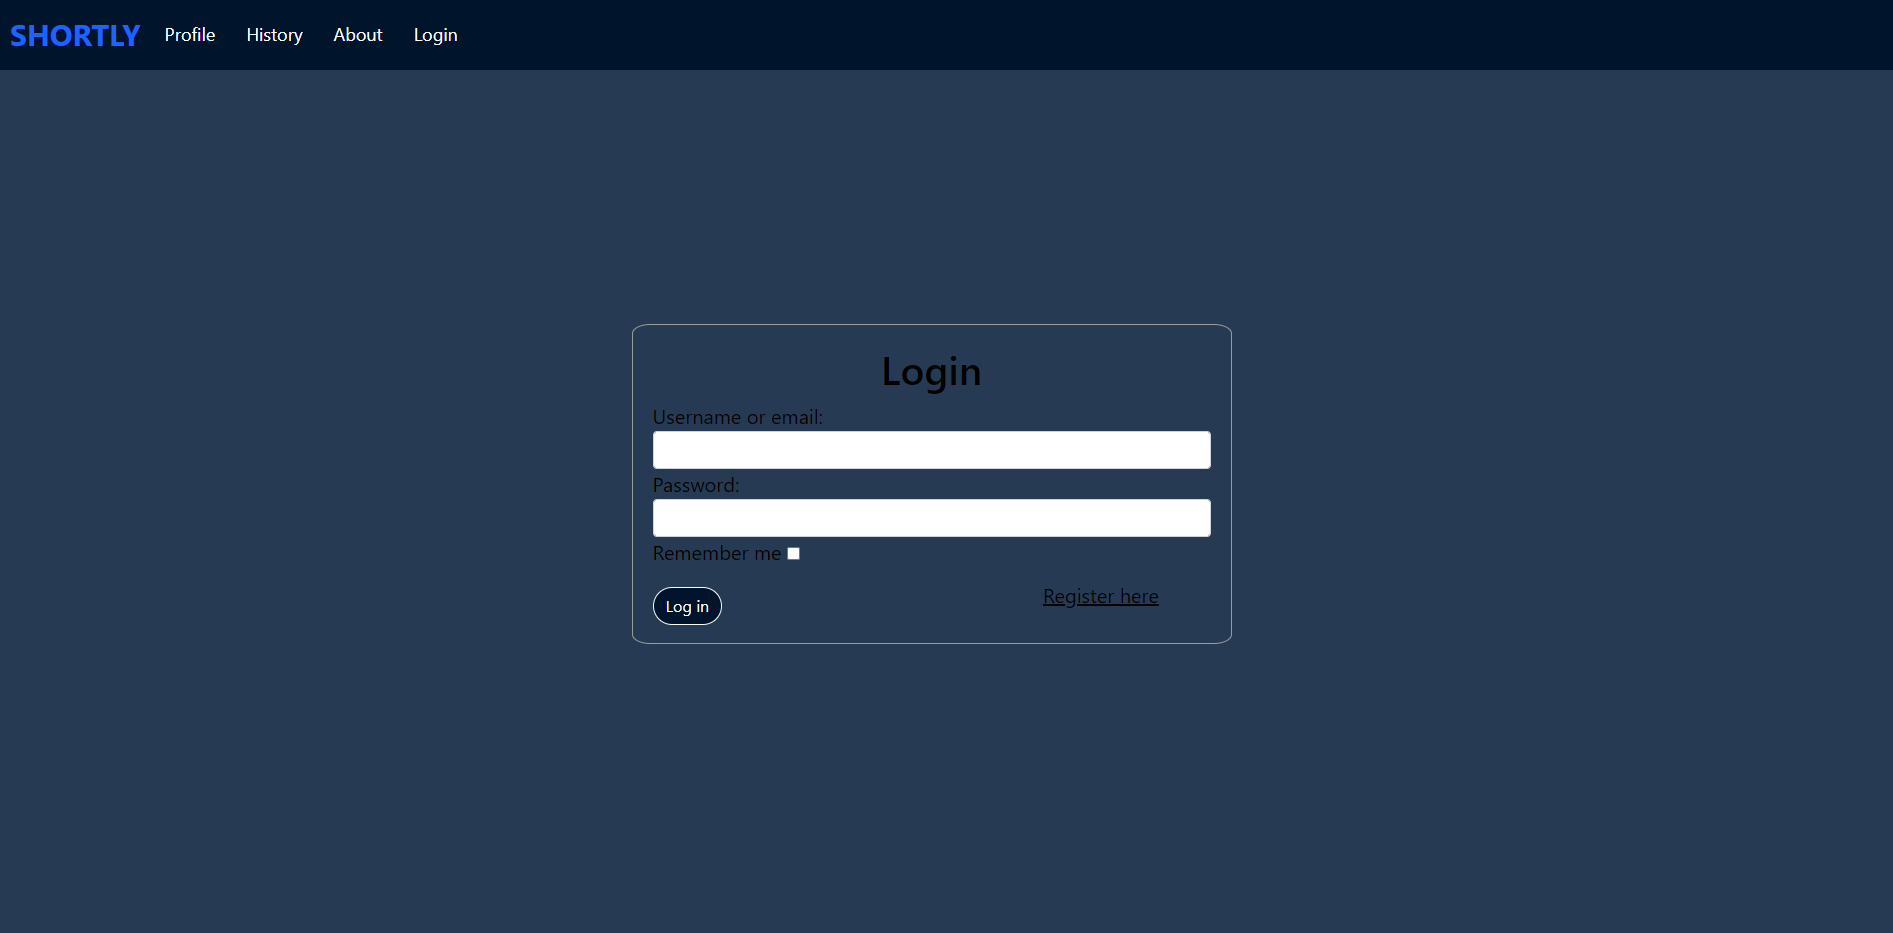 SHORTLY Profile History About Login
Login
Username or email:
Password:
Remember me
Log in Register here